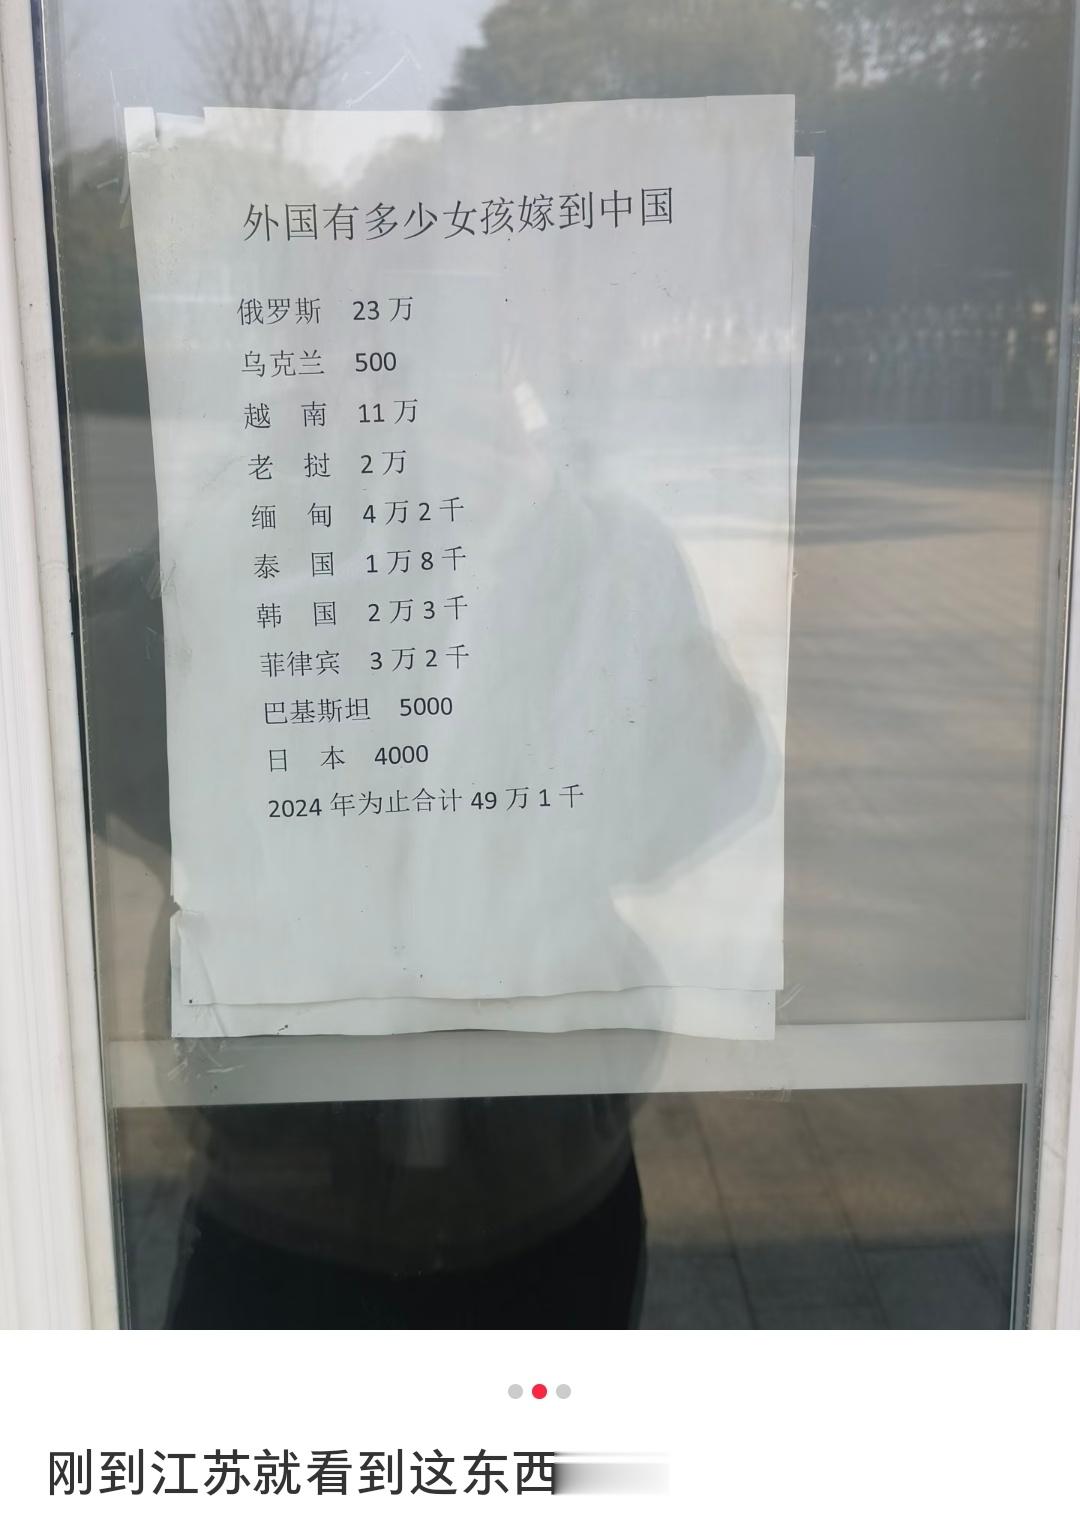 外国有多少女孩嫁到中国
俄罗斯 23万
乌克兰 500
越 南 11万
老 挝 2万
缅 甸 4万2千
泰 国 1万8千
韩 国 2万3千
菲律宾 3万2千
巴基斯坦 5000
日 本 4000
2024年为止合计49万1千
刚到江苏就看到这东西